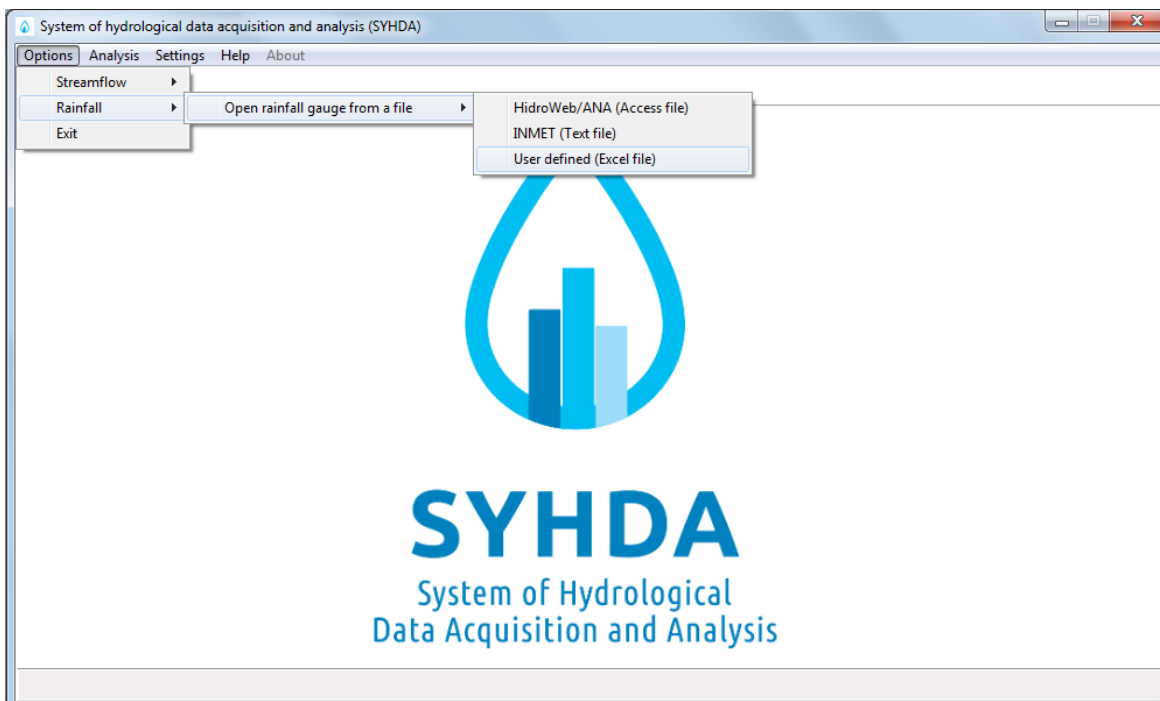 System of hydrological data acquisition and analysis (SYHDA)
Options Analysis Settings Help About
Streamflow
Rainfall
Exit
Open rainfall gauge from a file
HidroWeb/ANA (Access file)
INMET (Text file)
User defined (Excel file)
SYHDA
System of Hydrological
Data Acquisition and Analysis